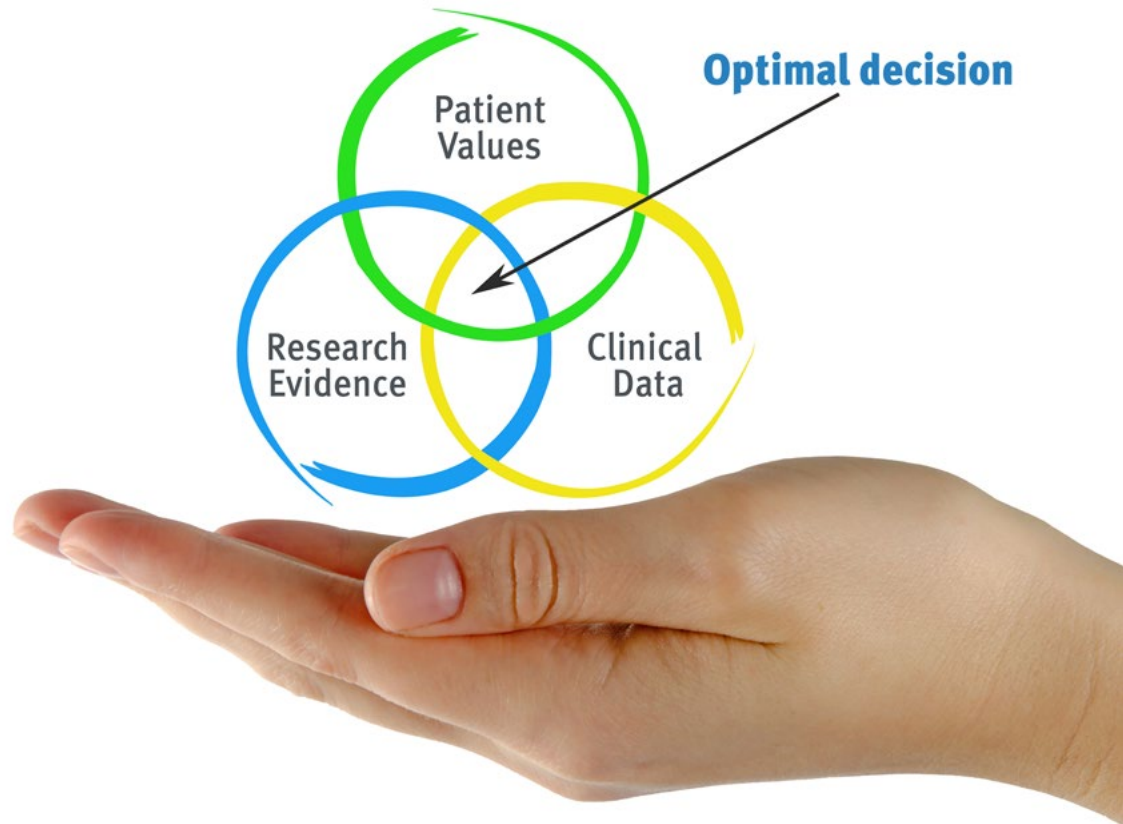 Optimal decision
Patient
Values
Research
Evidence
Clinical
Data